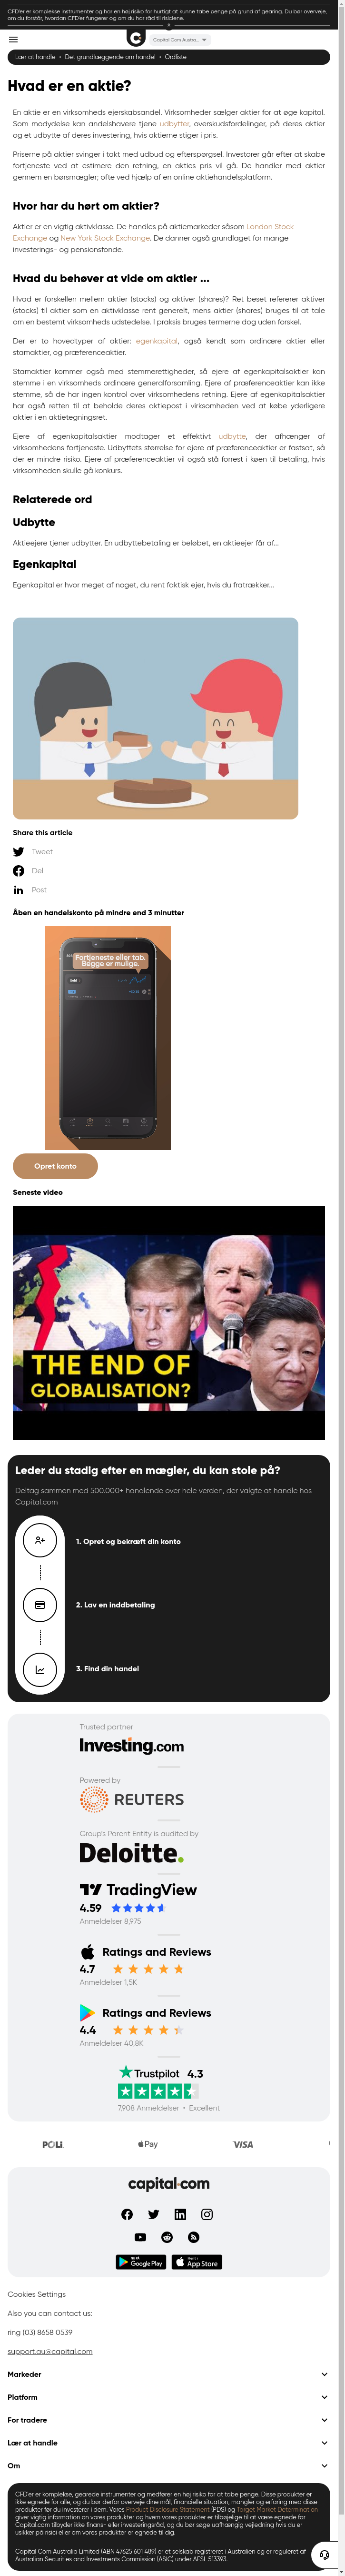 CFD'er er komplekse instrumenter og har en høj risiko for hurtigt at kunne tabe penge på grund af gearing. Du bør overveje,
om du forstår, hvordan CFD'er fungerer og om du har råd til risiciene.
Capital Com Austra...
Lær at handle • Det grundlæggende om handel • Ordliste
Hvad er en aktie?
En aktie er en virksomheds ejerskabsandel. Virksomheder sælger aktier for at øge kapital.
Som modydelse kan andelshavere tjene udbytter, overskudsfordelinger, på deres aktier
og et udbytte af deres investering, hvis aktierne stiger i pris.
Priserne på aktier svinger i takt med udbud og efterspørgsel. Investorer går efter at skabe
fortjeneste ved at estimere den retning, en akties pris vil gå. De handler med aktier
gennem en børsmægler; ofte ved hjælp af en online aktiehandelsplatform.
Hvor har du hørt om aktier?
Aktier er en vigtig aktivklasse. De handles på aktiemarkeder såsom London Stock
Exchange og New York Stock Exchange. De danner også grundlaget for mange
investerings- og pensionsfonde.
Hvad du behøver at vide om aktier ...
Hvad er forskellen mellem aktier (stocks) og aktiver (shares)? Ret beset refererer aktiver
(stocks) til aktier som en aktivklasse rent generelt, mens aktier (shares) bruges til at tale
om en bestemt virksomheds udstedelse. I praksis bruges termerne dog uden forskel.
Der er to hovedtyper af aktier: egenkapital, også kendt som ordinære aktier eller
stamaktier, og præferenceaktier.
Stamaktier kommer også med stemmerettigheder, så ejere af egenkapitalsaktier kan
stemme i en virksomheds ordinære generalforsamling. Ejere af præferenceaktier kan ikke
stemme, så de har ingen kontrol over virksomhedens retning. Ejere af egenkapitalsaktier
har også retten til at beholde deres aktiepost i virksomheden ved at købe yderligere
aktier i en aktietegningsret.
Ejere af egenkapitalsaktier modtager et effektivt udbytte, der afhænger af
virksomhedens fortjeneste. Udbyttets størrelse for ejere af præferenceaktier er fastsat, så
der er mindre risiko. Ejere af præferenceaktier vil også stå forrest i køen til betaling, hvis
virksomheden skulle gå konkurs.
Relaterede ord
Udbytte
Aktieejere tjener udbytter. En udbyttebetaling er beløbet, en aktieejer får af...
Egenkapital
Egenkapital er hvor meget af noget, du rent faktisk ejer, hvis du fratrækker...
Share this article
Tweet
Del
Post
Åben en handelskonto på mindre end 3 minutter
Fortjeneste eller tab.
Begge er mulige.
Opret konto
Seneste video
THE END OF
GLOBALISATION?
Leder du stadig efter en mægler, du kan stole på?
Deltag sammen med 500.000+ handlende over hele verden, der valgte at handle hos
Capital.com
1. Opret og bekræft din konto
2. Lav en inddbetaling
3. Find din handel
Trusted partner
Investing.com
Powered by
REUTERS
Group's Parent Entity is audited by
Deloitte.
TradingView
4.59
Anmeldelser 8,975
Ratings and Reviews
4.7
Anmeldelser 1,5K
Ratings and Reviews
4.4
Anmeldelser 40,8K
Trustpilot 4.3
7,908 Anmeldelser • Excellent
POLi Apple Pay VISA
capital.com
Google Play App Store
Cookies Settings
Also you can contact us:
ring (03) 8658 0539
support.au@capital.com
Markeder
Platform
For tradere
Lær at handle
Om
CFD'er er komplekse, gearede instrumenter og medfører en høj risiko for at tabe penge. Disse produkter er
ikke egnede for alle, og du bør derfor overveje dine mål, financielle situation, mangler og erfaring med disse
produkter før du investerer i dem. Vores Product Disclosure Statement (PDS) og Target Market Determination
giver vigtig information om vores produkter og hvem vores produkter er tilbøjelige til at være egnede for.
Capital.com tilbyder ikke finans- eller investeringsråd, og du bør søge uafhængig vejledning hvis du er
usikker på risici eller om vores produkter er egnede til dig.
Capital Com Australia Limited (ABN 47625 601 489) er et selskab registreret i Australien og er reguleret af
Australian Securities and Investments Commission (ASIC) under AFSL 513393.